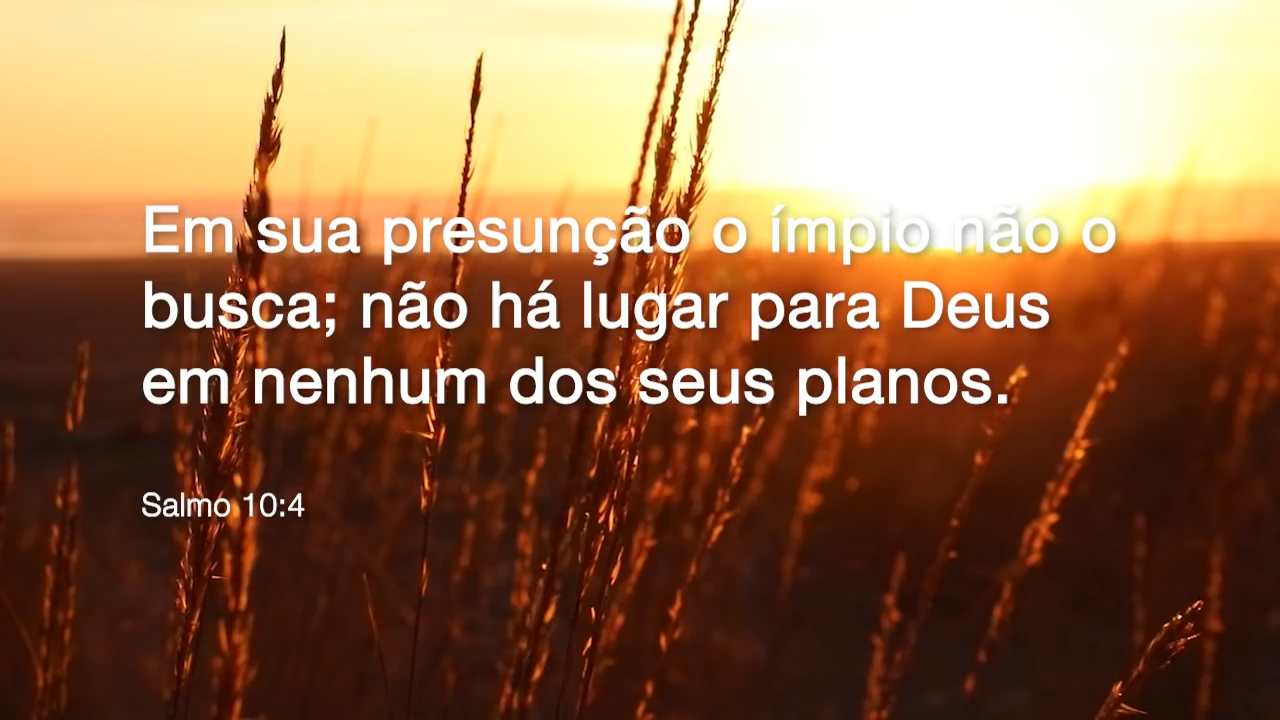 Em sua presunção o ímpio não o
busca; não há lugar para Deus
em nenhum dos seus planos.
Salmo 10:4